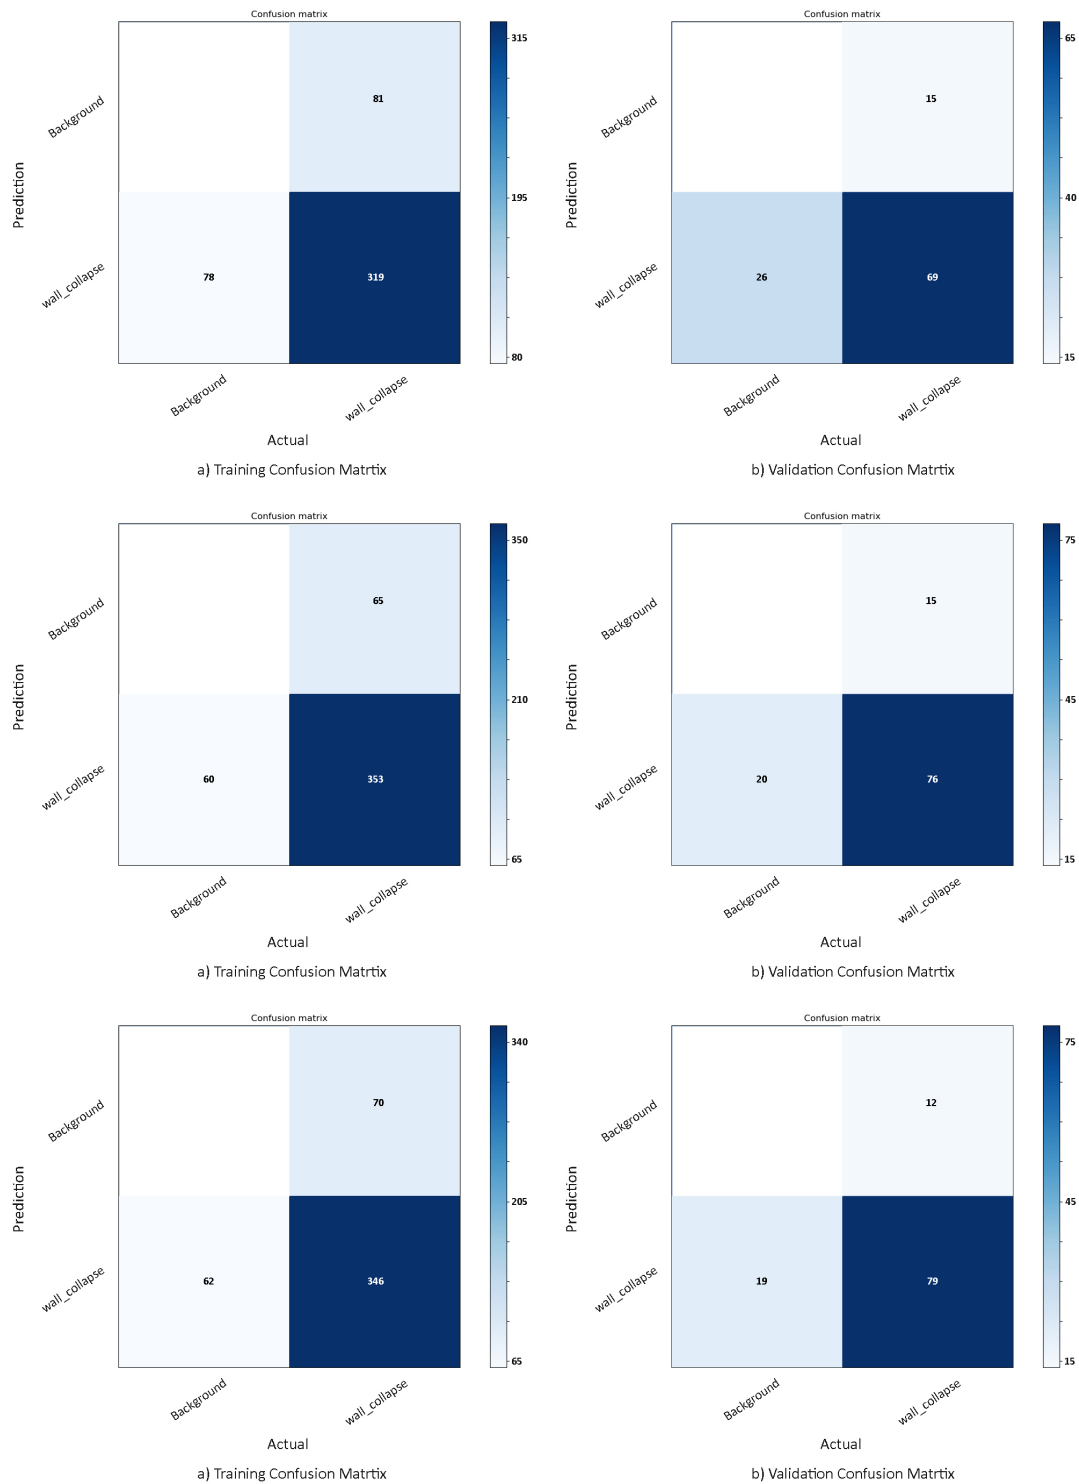 Confusion matrix
Prediction
Background
wall_collapse
81
78
319
315
195
80
Background
wall_collapse
Actual
a) Training Confusion Matrtix
Confusion matrix
Prediction
Background
wall_collapse
15
26
69
65
40
15
Background
wall_collapse
Actual
b) Validation Confusion Matrtix
Confusion matrix
Prediction
Background
wall_collapse
65
60
353
350
210
65
Background
wall_collapse
Actual
a) Training Confusion Matrtix
Confusion matrix
Prediction
Background
wall_collapse
15
20
76
75
45
15
Background
wall_collapse
Actual
b) Validation Confusion Matrtix
Confusion matrix
Prediction
Background
wall_collapse
70
62
346
340
205
65
Background
wall_collapse
Actual
a) Training Confusion Matrtix
Confusion matrix
Prediction
Background
wall_collapse
12
19
79
75
45
15
Background
wall_collapse
Actual
b) Validation Confusion Matrtix